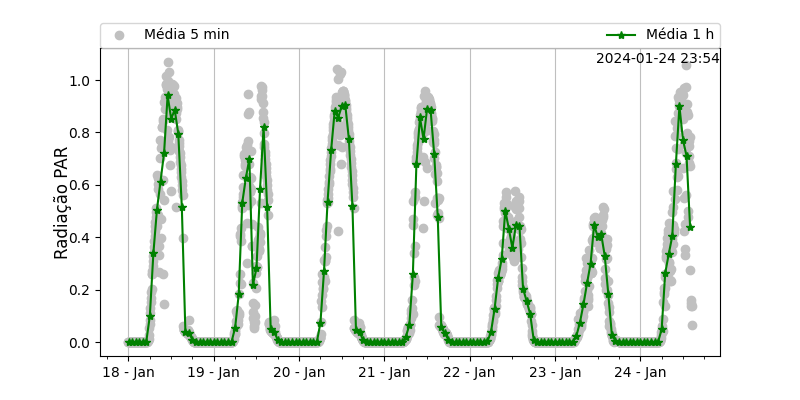 Média 5 min
Média 1 h
2024-01-24 23:54
Radiação PAR
1.0
0.8
0.6
0.4
0.2
0.0
18 - Jan
19 - Jan
20 - Jan
21 - Jan
22 - Jan
23 - Jan
24 - Jan